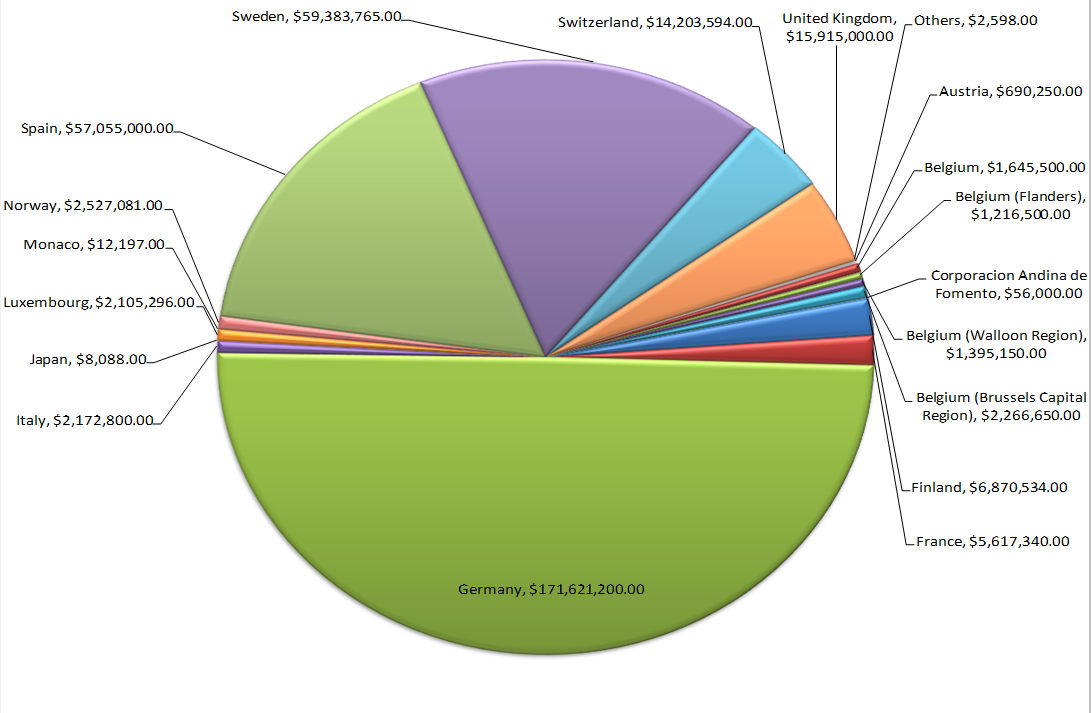 Sweden, $59,383,765.00
Switzerland, $14,203,594.00
United Kingdom,
$15,915,000.00
Others, $2,598.00
Austria, $690,250.00
Belgium, $1,645,500.00
Belgium (Flanders),
$1,216,500.00
Corporacion Andina de
Fomento, $56,000.00
Belgium (Walloon Region),
$1,395,150.00
Belgium (Brussels Capital
Region), $2,266,650.00
Finland, $6,870,534.00
France, $5,617,340.00
Germany, $171,621,200.00
Italy, $2,172,800.00
Japan, $8,088.00
Luxembourg, $2,105,296.00
Monaco, $12,197.00
Norway, $2,527,081.00
Spain, $57,055,000.00